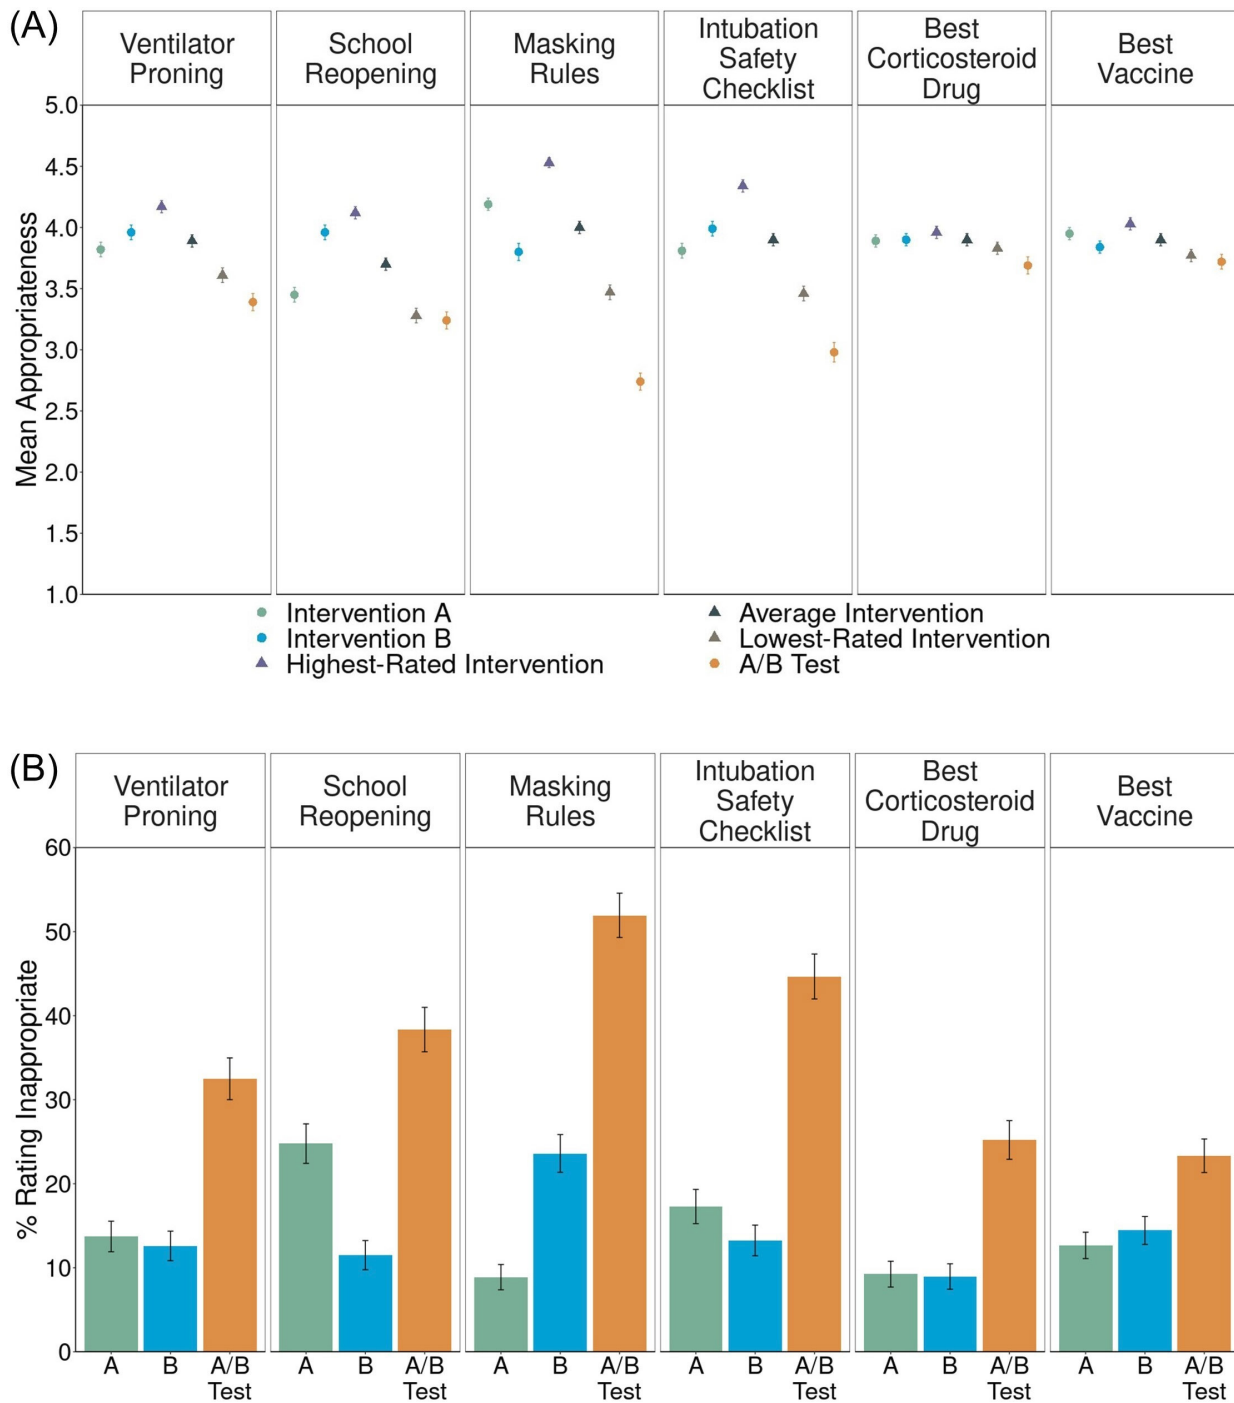 (A)
Ventilator
Proning
School
Reopening
Masking
Rules
Intubation
Safety
Checklist
Best
Corticosteroid
Drug
Best
Vaccine
Mean Appropriateness
5.0
4.5
4.0
3.5
3.0
2.5
2.0
1.5
1.0
Intervention A
Intervention B
Highest-Rated Intervention
Average Intervention
Lowest-Rated Intervention
A/B Test
(B)
Ventilator
Proning
School
Reopening
Masking
Rules
Intubation
Safety
Checklist
Best
Corticosteroid
Drug
Best
Vaccine
% Rating Inappropriate
60
50
40
30
20
10
0
A B A/B Test
A B A/B Test
A B A/B Test
A B A/B Test
A B A/B Test
A B A/B Test